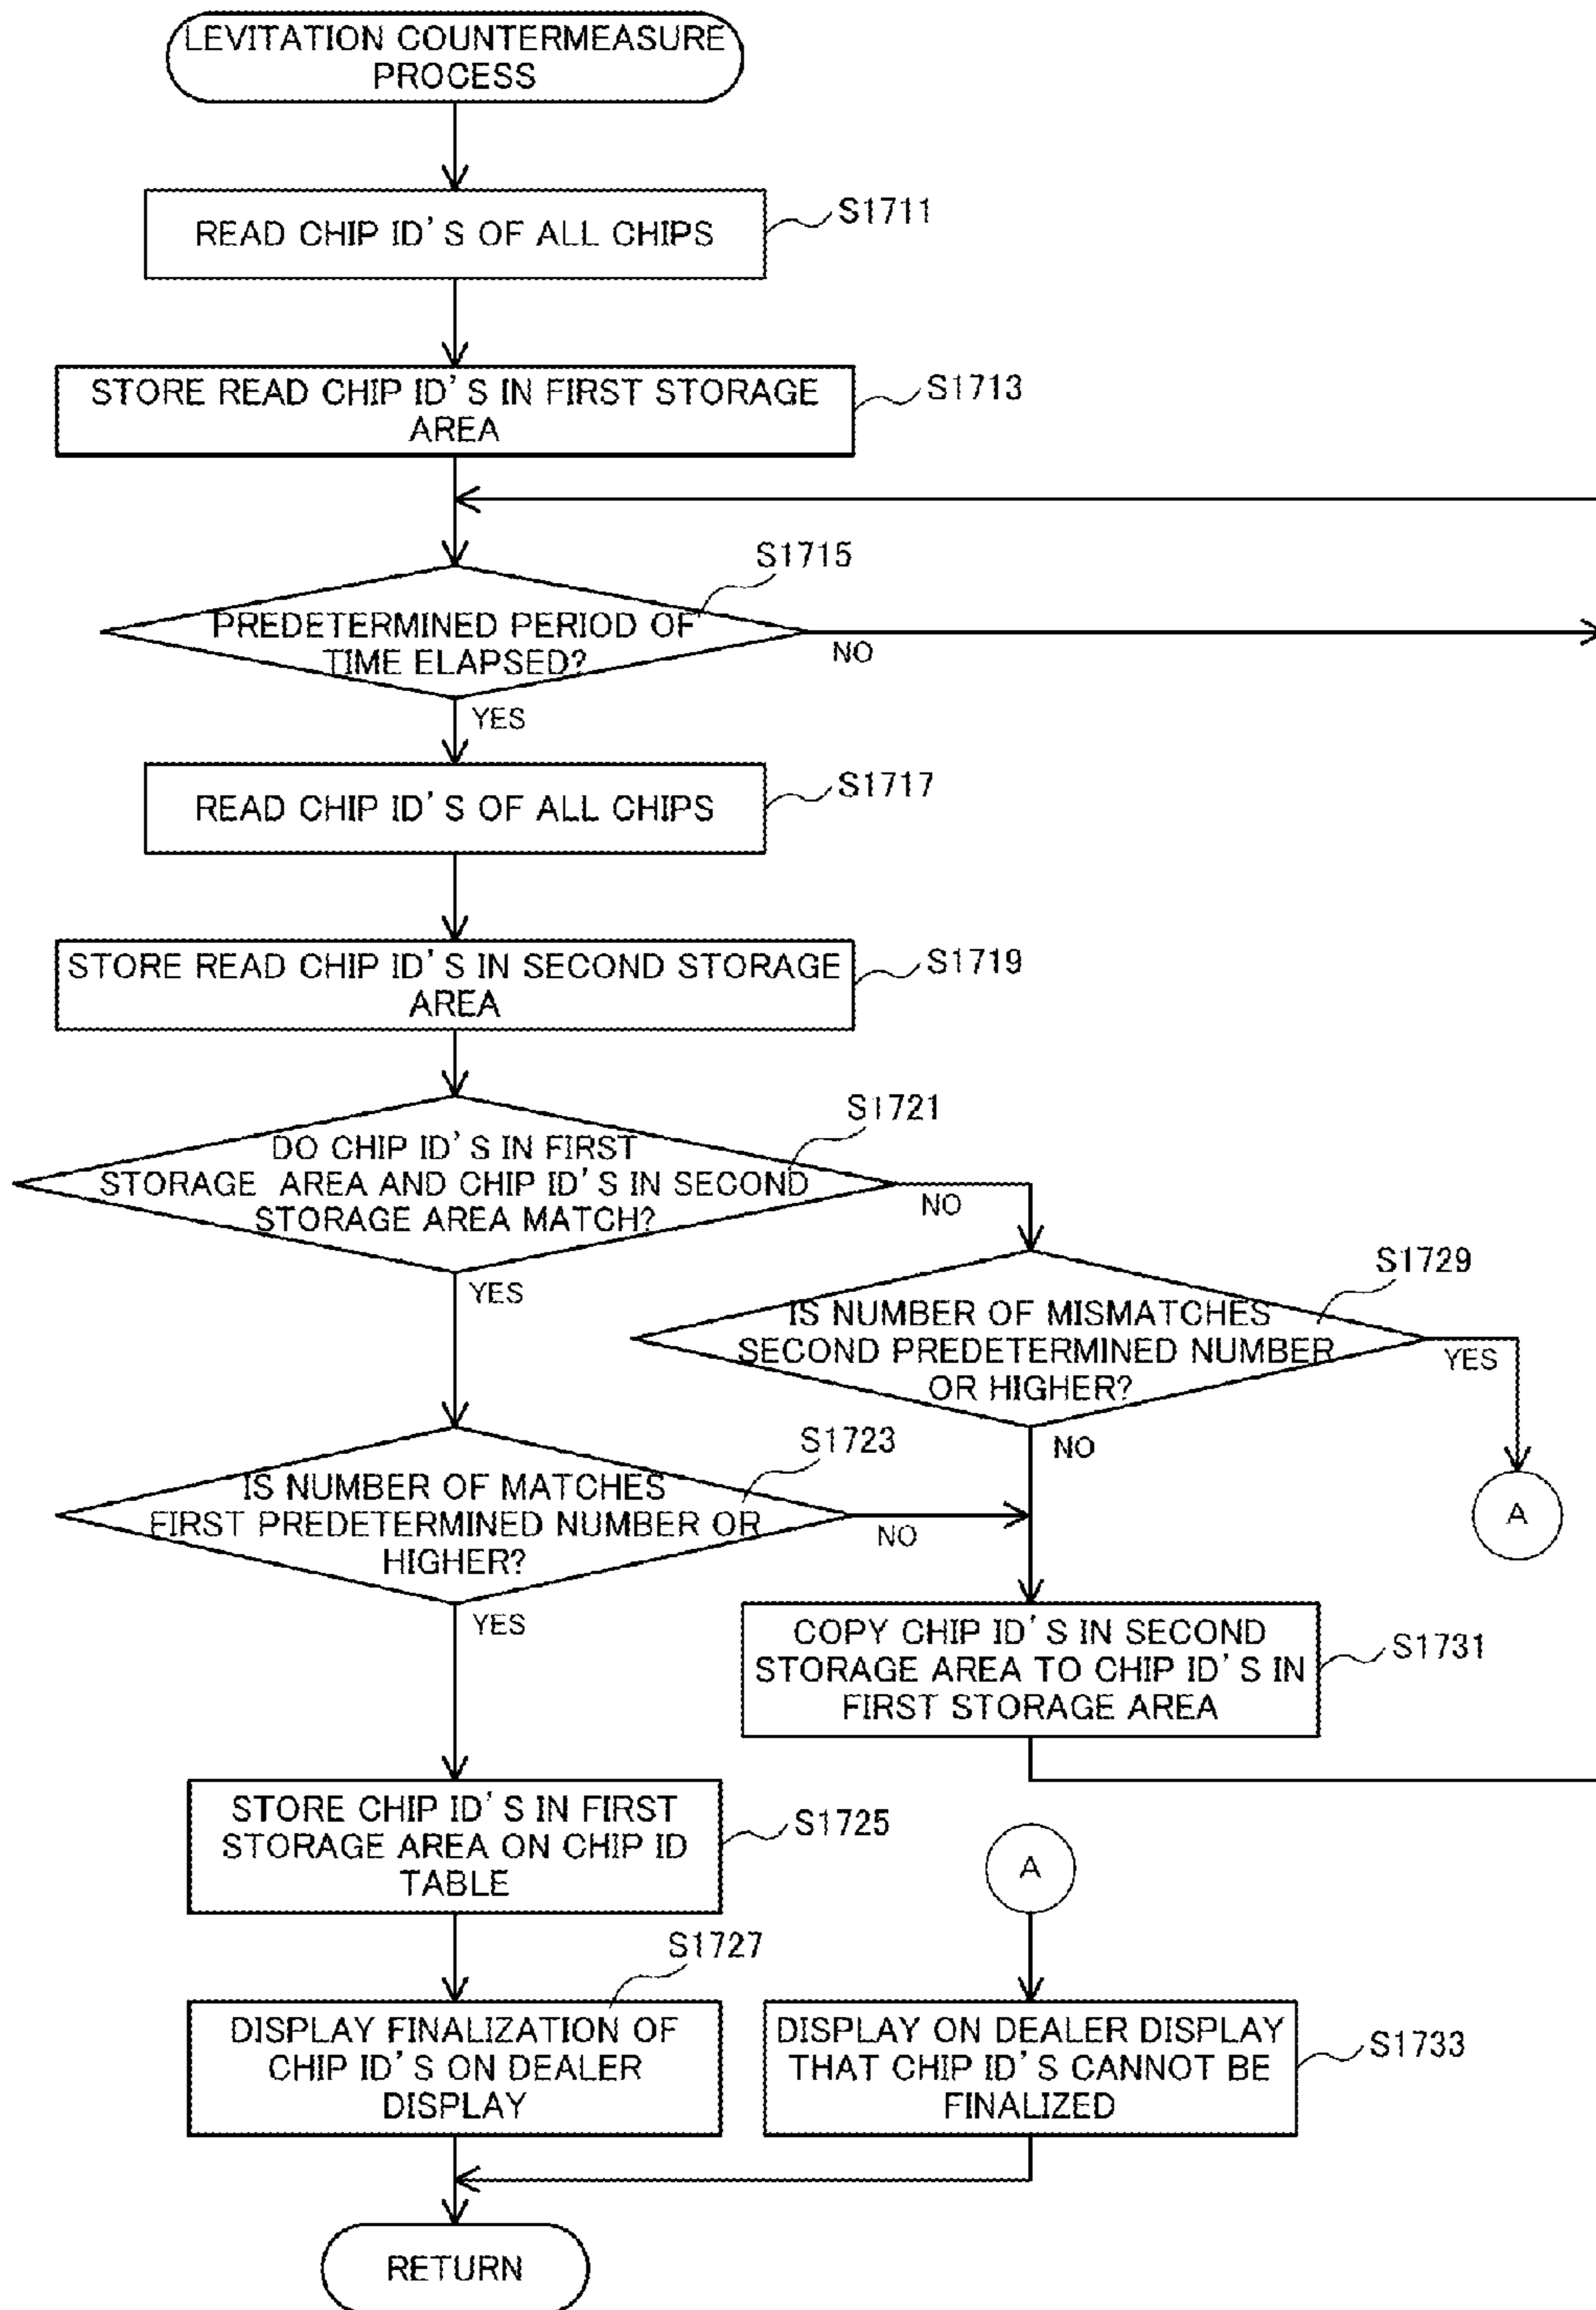 LEVITATION COUNTERMEASURE
PROCESS
READ CHIP ID'S OF ALL CHIPS
S1711
STORE READ CHIP ID'S IN FIRST STORAGE
AREA
S1713
S1715
PREDETERMINED PERIOD OF
TIME ELAPSED?
NO
YES
READ CHIP ID'S OF ALL CHIPS
S1717
STORE READ CHIP ID'S IN SECOND STORAGE
AREA
S1719
S1721
DO CHIP ID'S IN FIRST
STORAGE AREA AND CHIP ID'S IN SECOND
STORAGE AREA MATCH?
NO
YES
S1729
IS NUMBER OF MISMATCHES
SECOND PREDETERMINED NUMBER
OR HIGHER?
YES
NO
A
S1723
IS NUMBER OF MATCHES
FIRST PREDETERMINED NUMBER OR
HIGHER?
NO
YES
COPY CHIP ID'S IN SECOND
STORAGE AREA TO CHIP ID'S IN
FIRST STORAGE AREA
S1731
STORE CHIP ID'S IN FIRST
STORAGE AREA ON CHIP ID
TABLE
S1725
A
S1727
DISPLAY FINALIZATION OF
CHIP ID'S ON DEALER
DISPLAY
DISPLAY ON DEALER DISPLAY
THAT CHIP ID'S CANNOT BE
FINALIZED
S1733
RETURN